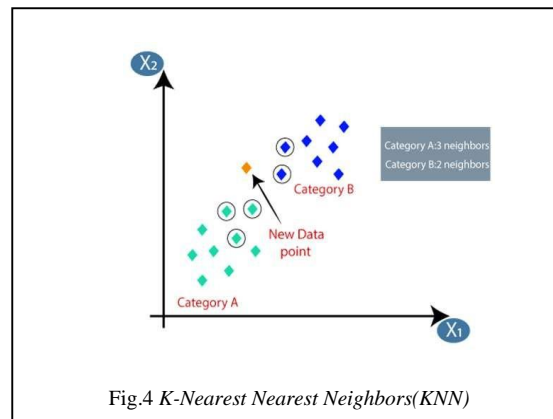 X2
Category A:3 neighbors
Category B:2 neighbors
Category B
New Data
point
Category A
X1
Fig.4 K-Nearest Nearest Neighbors(KNN)